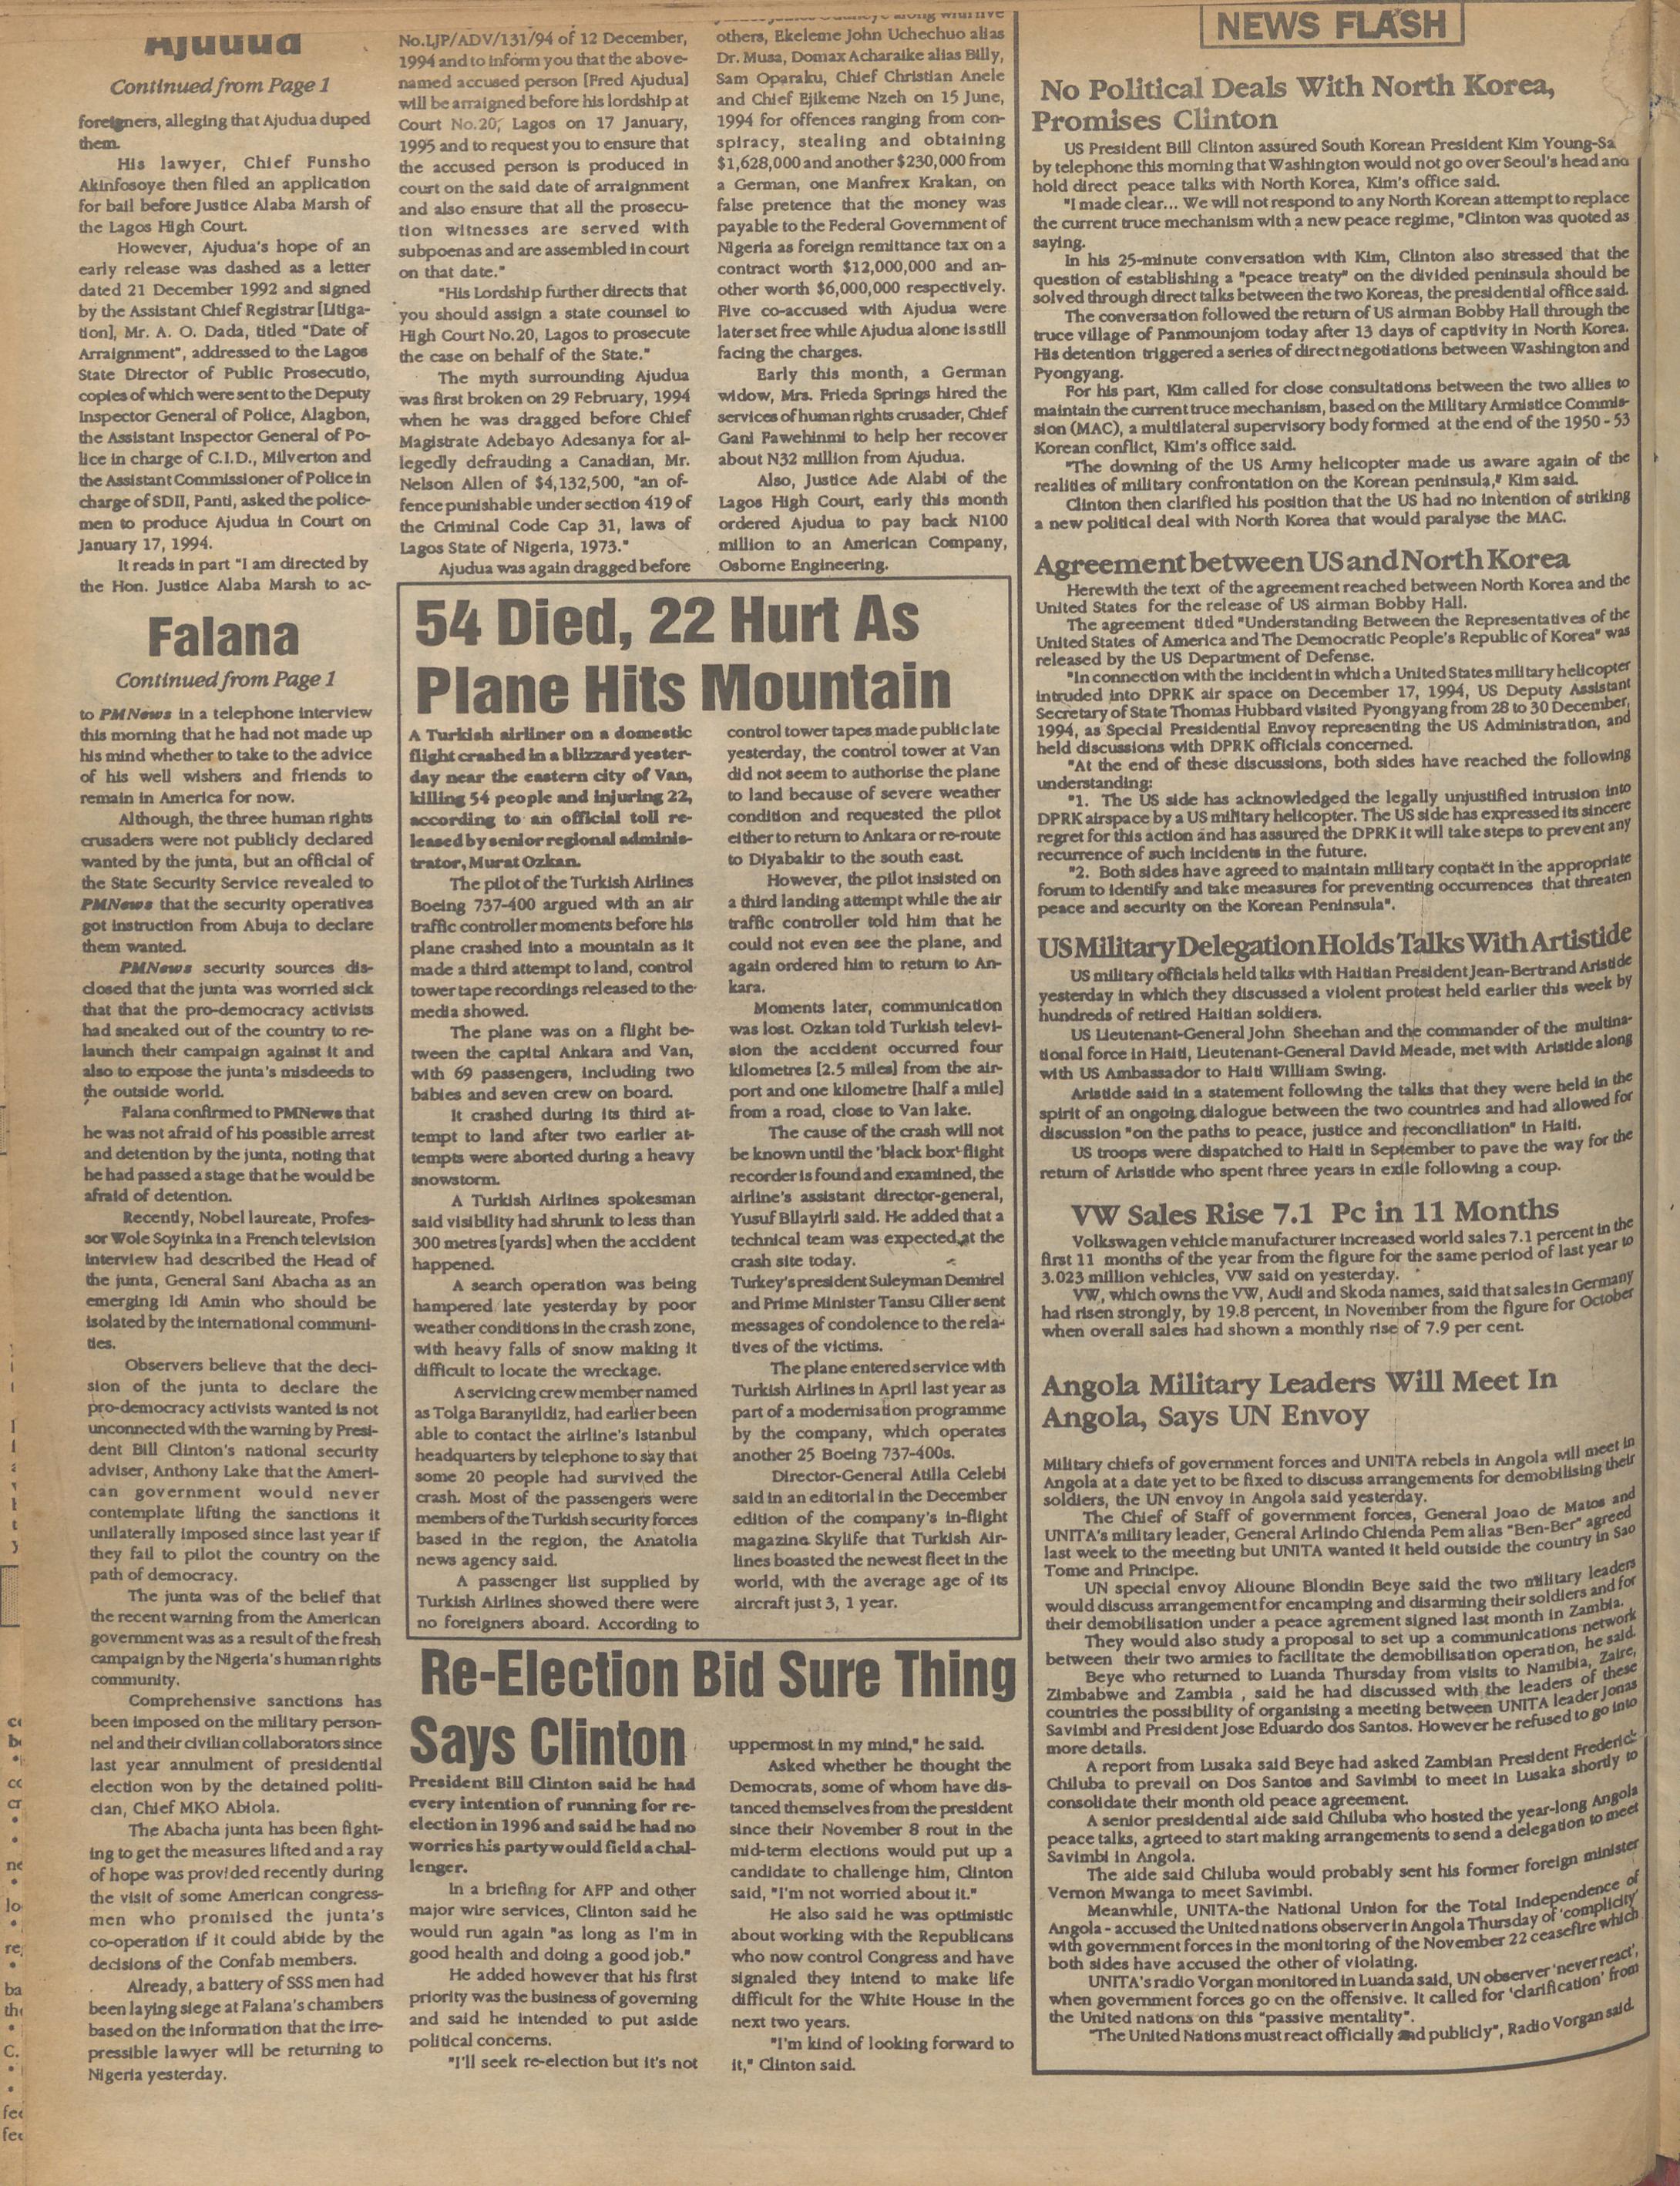 Ajudua
Continued from Page 1
foreigners, alleging that Ajudua duped
them.
His lawyer, Chief Funsho
Akinfosoye then filed an application
for bail before Justice Alaba Marsh of
the Lagos High Court.
However, Ajudua's hope of an
early release was dashed as a letter
dated 21 December 1992 and signed
by the Assistant Chief Registrar [Litiga-
tion], Mr. A. O. Dada, titled "Date of
Arraignment", addressed to the Lagos
State Director of Public Prosecutio,
copies of which were sent to the Deputy
Inspector General of Police, Alagbon,
the Assistant Inspector General of Po-
lice in charge of C.I.D., Milverton and
the Assistant Commissioner of Police in
charge of SDII, Panti, asked the police-
men to produce Ajudua in Court on
January 17, 1994.
It reads in part "I am directed by
the Hon. Justice Alaba Marsh to ac-
No.LJP/ADV/131/94 of 12 December,
1994 and to inform you that the above-
named accused person [Fred Ajudua]
will be arraigned before his lordship at
Court No.20, Lagos on 17 January,
1995 and to request you to ensure that
the accused person is produced in
court on the said date of arraignment
and also ensure that all the prosecu-
tion witnesses are served with
subpoenas and are assembled in court
on that date."
"His Lordship further directs that
you should assign a state counsel to
High Court No.20, Lagos to prosecute
the case on behalf of the State."
The myth surrounding Ajudua
was first broken on 29 February, 1994
when he was dragged before Chief
Magistrate Adebayo Adesanya for al-
legedly defrauding a Canadian, Mr.
Nelson Allen of $4,132,500, "an of-
fence punishable under section 419 of
the Criminal Code Cap 31, laws of
Lagos State of Nigeria, 1973."
Ajudua was again dragged before
along with five
others, Ekeleme John Uchechuo alias
Dr. Musa, Domax Acharaike alias Billy,
Sam Oparaku, Chief Christian Anele
and Chief Ejikeme Nzeh on 15 June,
1994 for offences ranging from con-
spiracy, stealing and obtaining
$1,628,000 and another $230,000 from
a German, one Manfrex Krakan, on
false pretence that the money was
payable to the Federal Government of
Nigeria as foreign remittance tax on a
contract worth $12,000,000 and an-
other worth $6,000,000 respectively.
Five co-accused with Ajudua were
later set free while Ajudua alone is still
facing the charges.
Early this month, a German
widow, Mrs. Frieda Springs hired the
services of human rights crusader, Chief
Gani Fawehinmi to help her recover
about N32 million from Ajudua.
Also, Justice Ade Alabi of the
Lagos High Court, early this month
ordered Ajudua to pay back N100
million to an American Company,
Osborne Engineering.
Falana
Continued from Page 1
to PMNews in a telephone interview
this morning that he had not made up
his mind whether to take to the advice
of his well wishers and friends to
remain in America for now.
Although, the three human rights
crusaders were not publicly declared
wanted by the junta, but an official of
the State Security Service revealed to
PMNews that the security operatives
got instruction from Abuja to declare
them wanted.
PMNews security sources dis-
closed that the junta was worried sick
that that the pro-democracy activists
had sneaked out of the country to re-
launch their campaign against it and
also to expose the junta's misdeeds to
the outside world.
Falana confirmed to PMNews that
he was not afraid of his possible arrest
and detention by the junta, noting that
he had passed a stage that he would be
afraid of detention.
Recently, Nobel laureate, Profes-
sor Wole Soyinka in a French television
interview had described the Head of
the junta, General Sani Abacha as an
emerging Idi Amin who should be
isolated by the international communi-
ties.
Observers believe that the deci-
sion of the junta to declare the
pro-democracy activists wanted is not
unconnected with the warning by Presi-
dent Bill Clinton's national security
adviser, Anthony Lake that the Ameri-
can government would never
contemplate lifting the sanctions it
unilaterally imposed since last year if
they fail to pilot the country on the
path of democracy.
The junta was of the belief that
the recent warning from the American
government was as a result of the fresh
campaign by the Nigeria's human rights
community.
Comprehensive sanctions has
been imposed on the military person-
nel and their civilian collaborators since
last year annulment of presidential
election won by the detained politi-
cian, Chief MKO Abiola.
The Abacha junta has been fight-
ing to get the measures lifted and a ray
of hope was provided recently during
the visit of some American congress-
men who promised the junta's
co-operation if it could abide by the
decisions of the Confab members.
Already, a battery of SSS men had
been laying siege at Falana's chambers
based on the information that the irre-
pressible lawyer will be returning to
Nigeria yesterday.
54 Died, 22 Hurt As
Plane Hits Mountain
A Turkish airliner on a domestic
flight crashed in a blizzard yester-
day near the eastern city of Van,
killing 54 people and injuring 22,
according to an official toll re-
leased by senior regional adminis-
trator, Murat Ozkan.
The pilot of the Turkish Airlines
Boeing 737-400 argued with an air
traffic controller moments before his
plane crashed into a mountain as it
made a third attempt to land, control
tower tape recordings released to the
media showed.
The plane was on a flight be-
tween the capital Ankara and Van,
with 69 passengers, including two
babies and seven crew on board.
It crashed during its third at-
tempt to land after two earlier at-
tempts were aborted during a heavy
snowstorm.
A Turkish Airlines spokesman
said visibility had shrunk to less than
300 metres [yards] when the accident
happened.
A search operation was being
hampered late yesterday by poor
weather conditions in the crash zone,
with heavy falls of snow making it
difficult to locate the wreckage.
A servicing crew member named
as Tolga Baranyildiz, had earlier been
able to contact the airline's Istanbul
headquarters by telephone to say that
some 20 people had survived the
crash. Most of the passengers were
members of the Turkish security forces
based in the region, the Anatolia
news agency said.
A passenger list supplied by
Turkish Airlines showed there were
no foreigners aboard. According to
control tower tapes made public late
yesterday, the control tower at Van
did not seem to authorise the plane
to land because of severe weather
condition and requested the pilot
either to return to Ankara or re-route
to Diyabakir to the south east.
However, the pilot insisted on
a third landing attempt while the air
traffic controller told him that he
could not even see the plane, and
again ordered him to return to An-
kara.
Moments later, communication
was lost. Ozkan told Turkish televi-
sion the accident occurred four
kilometres [2.5 miles] from the air-
port and one kilometre [half a mile]
from a road, close to Van lake.
The cause of the crash will not
be known until the 'black box' flight
recorder is found and examined, the
airline's assistant director-general,
Yusuf Bilayirli said. He added that a
technical team was expected at the
crash site today.
Turkey's president Suleyman Demirel
and Prime Minister Tansu Cilier sent
messages of condolence to the rela-
tives of the victims.
The plane entered service with
Turkish Airlines in April last year as
part of a modernisation programme
by the company, which operates
another 25 Boeing 737-400s.
Director-General Atilla Celebi
said in an editorial in the December
edition of the company's in-flight
magazine Skylife that Turkish Air-
lines boasted the newest fleet in the
world, with the average age of its
aircraft just 3, 1 year.
Re-Election Bid Sure Thing
Says Clinton
President Bill Clinton said he had
every intention of running for re-
election in 1996 and said he had no
worries his party would field a chal-
lenger.
In a briefing for AFP and other
major wire services, Clinton said he
would run again "as long as I'm in
good health and doing a good job."
He added however that his first
priority was the business of governing
and said he intended to put aside
political concerns.
"I'll seek re-election but it's not
uppermost in my mind," he said.
Asked whether he thought the
Democrats, some of whom have dis-
tanced themselves from the president
since their November 8 rout in the
mid-term elections would put up a
candidate to challenge him, Clinton
said, "I'm not worried about it."
He also said he was optimistic
about working with the Republicans
who now control Congress and have
signaled they intend to make life
difficult for the White House in the
next two years.
"I'm kind of looking forward to
it," Clinton said.
NEWS FLASH
No Political Deals With North Korea,
Promises Clinton
US President Bill Clinton assured South Korean President Kim Young-Sa
by telephone this morning that Washington would not go over Seoul's head and
hold direct peace talks with North Korea, Kim's office said.
"I made clear... We will not respond to any North Korean attempt to replace
the current truce mechanism with a new peace regime, "Clinton was quoted as
saying.
In his 25-minute conversation with Kim, Clinton also stressed that the
question of establishing a "peace treaty" on the divided peninsula should be
solved through direct talks between the two Koreas, the presidential office said.
The conversation followed the return of US airman Bobby Hall through the
truce village of Panmounjom today after 13 days of captivity in North Korea.
His detention triggered a series of direct negotiations between Washington and
Pyongyang.
For his part, Kim called for close consultations between the two allies to
maintain the current truce mechanism, based on the Military Armistice Commis-
sion (MAC), a multilateral supervisory body formed at the end of the 1950 - 53
Korean conflict, Kim's office said.
"The downing of the US Army helicopter made us aware again of the
realities of military confrontation on the Korean peninsula," Kim said.
Clinton then clarified his position that the US had no intention of striking
a new political deal with North Korea that would paralyse the MAC.
Agreement between US and North Korea
Herewith the text of the agreement reached between North Korea and the
United States for the release of US airman Bobby Hall.
The agreement titled "Understanding Between the Representatives of the
United States of America and The Democratic People's Republic of Korea" was
released by the US Department of Defense.
"In connection with the incident in which a United States military helicopter
intruded into DPRK air space on December 17, 1994, US Deputy Assistant
Secretary of State Thomas Hubbard visited Pyongyang from 28 to 30 December,
1994, as Special Presidential Envoy representing the US Administration, and
held discussions with DPRK officials concerned.
"At the end of these discussions, both sides have reached the following
understanding:
"1. The US side has acknowledged the legally unjustified intrusion into
DPRK airspace by a US military helicopter. The US side has expressed its sincere
regret for this action and has assured the DPRK it will take steps to prevent any
recurrence of such incidents in the future.
"2. Both sides have agreed to maintain military contact in the appropriate
forum to identify and take measures for preventing occurrences that threaten
peace and security on the Korean Peninsula".
US Military Delegation Holds Talks With Artistide
US military officials held talks with Haitian President Jean-Bertrand Aristide
yesterday in which they discussed a violent protest held earlier this week by
hundreds of retired Haitian soldiers.
US Lieutenant-General John Sheehan and the commander of the multina-
tional force in Haiti, Lieutenant-General David Meade, met with Aristide along
with US Ambassador to Haiti William Swing.
Aristide said in a statement following the talks that they were held in the
spirit of an ongoing dialogue between the two countries and had allowed for
discussion "on the paths to peace, justice and reconciliation" in Haiti.
US troops were dispatched to Haiti in September to pave the way for the
return of Aristide who spent three years in exile following a coup.
VW Sales Rise 7.1 Pc in 11 Months
Volkswagen vehicle manufacturer increased world sales 7.1 percent in the
first 11 months of the year from the figure for the same period of last year to
3.023 million vehicles, VW said on yesterday.
VW, which owns the VW, Audi and Skoda names, said that sales in Germany
had risen strongly, by 19.8 percent, in November from the figure for October
when overall sales had shown a monthly rise of 7.9 per cent.
Angola Military Leaders Will Meet In
Angola, Says UN Envoy
Military chiefs of government forces and UNITA rebels in Angola will meet in
Angola at a date yet to be fixed to discuss arrangements for demobilising their
soldiers, the UN envoy in Angola said yesterday.
The Chief of Staff of government forces, General Joao de Matos and
UNITA's military leader, General Arlindo Chienda Pem alias "Ben-Ber" agreed
last week to the meeting but UNITA wanted it held outside the country in Sao
Tome and Principe.
UN special envoy Alioune Blondin Beye said the two military leaders
would discuss arrangement for encamping and disarming their soldiers and for
their demobilisation under a peace agrement signed last month in Zambia.
They would also study a proposal to set up a communications network
between their two armies to facilitate the demobilisation operation, he said.
Beye who returned to Luanda Thursday from visits to Namibia, Zaire,
Zimbabwe and Zambia , said he had discussed with the leaders of these
countries the possibility of organising a meeting between UNITA leader Jonas
Savimbi and President Jose Eduardo dos Santos. However he refused to go into
more details.
A report from Lusaka said Beye had asked Zambian President Frederic
Chiluba to prevail on Dos Santos and Savimbi to meet in Lusaka shortly to
consolidate their month old peace agreement.
A senior presidential aide said Chiluba who hosted the year-long Angola
peace talks, agrteed to start making arrangements to send a delegation to meet
Savimbi in Angola.
The aide said Chiluba would probably sent his former foreign minister
Vernon Mwanga to meet Savimbi.
Meanwhile, UNITA-the National Union for the Total Independence of
Angola - accused the United nations observer in Angola Thursday of 'complicity'
with government forces in the monitoring of the November 22 ceasefire which
both sides have accused the other of violating.
UNITA's radio Vorgan monitored in Luanda said, UN observer 'never react',
when government forces go on the offensive. It called for 'clarification' from
the United nations on this "passive mentality".
"The United Nations must react officially and publicly", Radio Vorgan said.